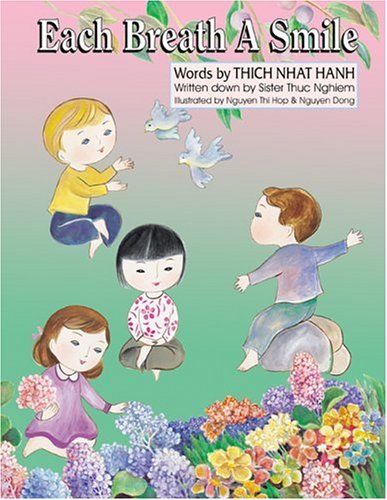 Each Breath A Smile
Words by THICH NHAT HANH
Written down by Sister Thuc Nghiem
Illustrated by Nguyen Thi Hop & Nguyen Dong